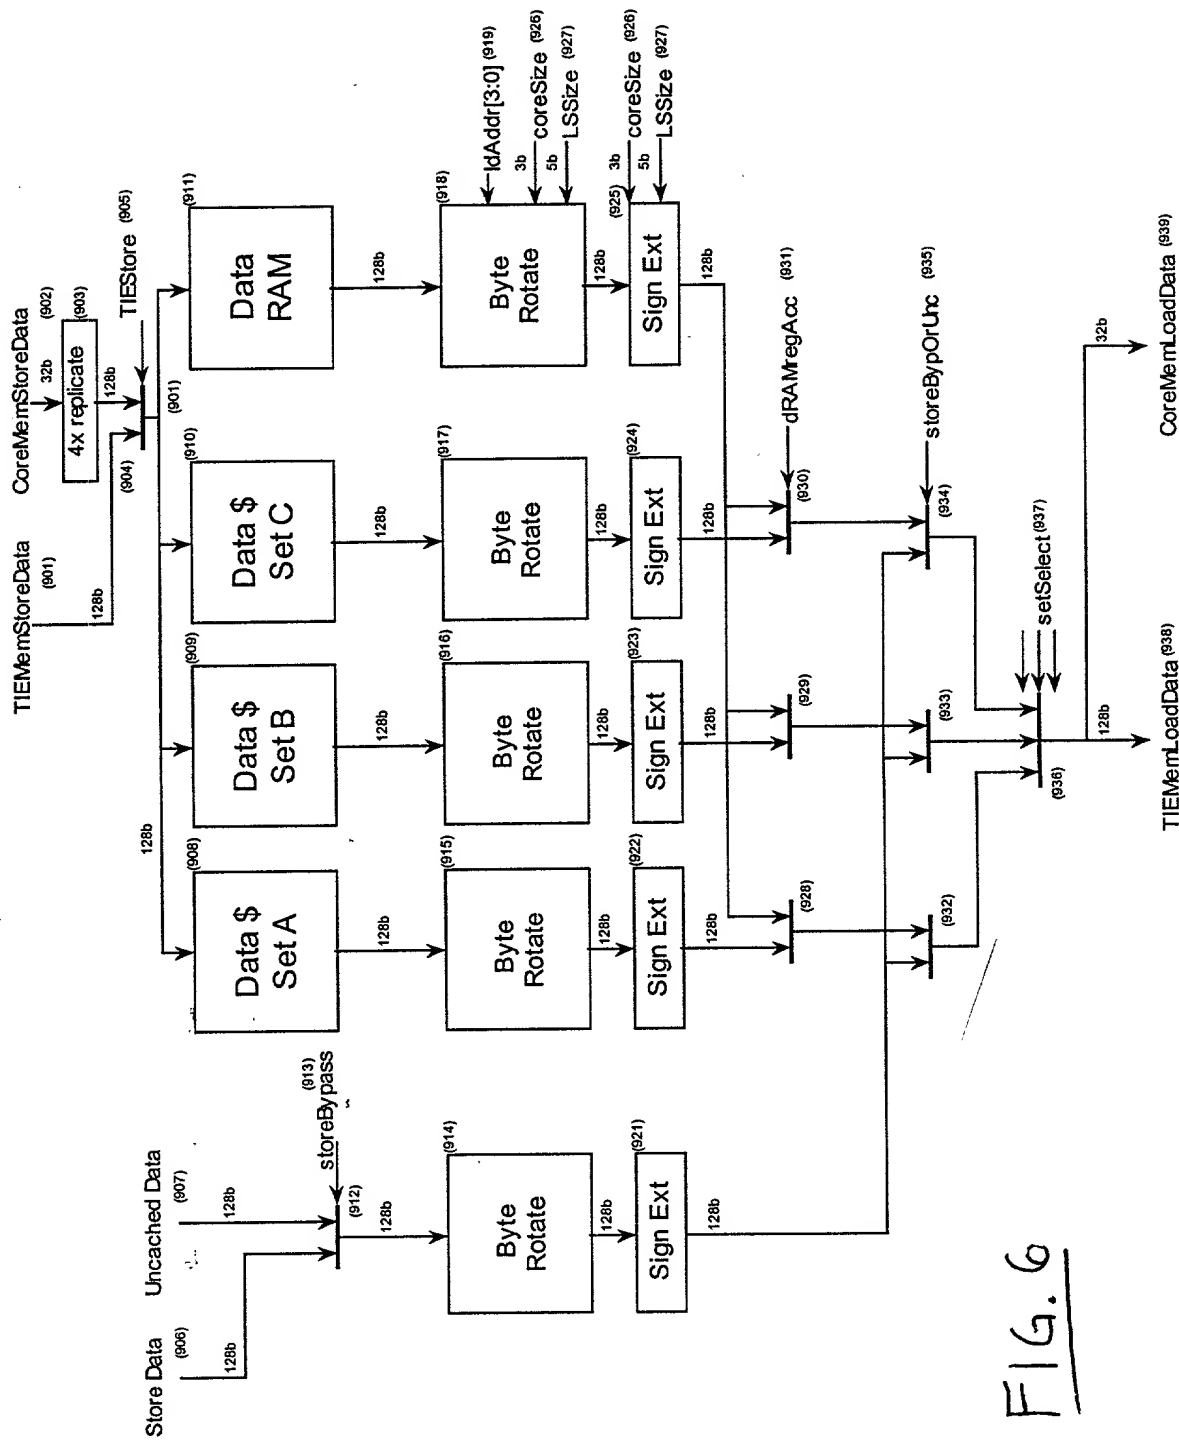 TIEMemStoreData
(901)
128b
CoreMemStoreData
32b
(902)
4x replicate
(903)
128b
(904)
TIEStore (905)
(901)
128b
Store Data
(906)
128b
Uncached Data
(907)
128b
storeBypass
(913)
(912)
128b
Data $
Set A
(908)
Data $
Set B
(909)
Data $
Set C
(910)
Data
RAM
(911)
128b
128b
128b
128b
Byte
Rotate
(914)
Byte
Rotate
(915)
Byte
Rotate
(916)
Byte
Rotate
(917)
Byte
Rotate
(918)
ldAddr[3:0] (919)
3b
coreSize (926)
5b
LSSize (927)
128b
128b
128b
128b
128b
Sign Ext
(921)
Sign Ext
(922)
Sign Ext
(923)
Sign Ext
(924)
Sign Ext
(925)
3b
coreSize (926)
5b
LSSize (927)
128b
128b
128b
128b
128b
(928)
(929)
(930)
dRAMregAcc (931)
(932)
(933)
(934)
storeBypOrUnc (935)
(936)
setSelect (937)
128b
32b
TIEMemLoadData (938)
CoreMemLoadData (939)
FIG. 6